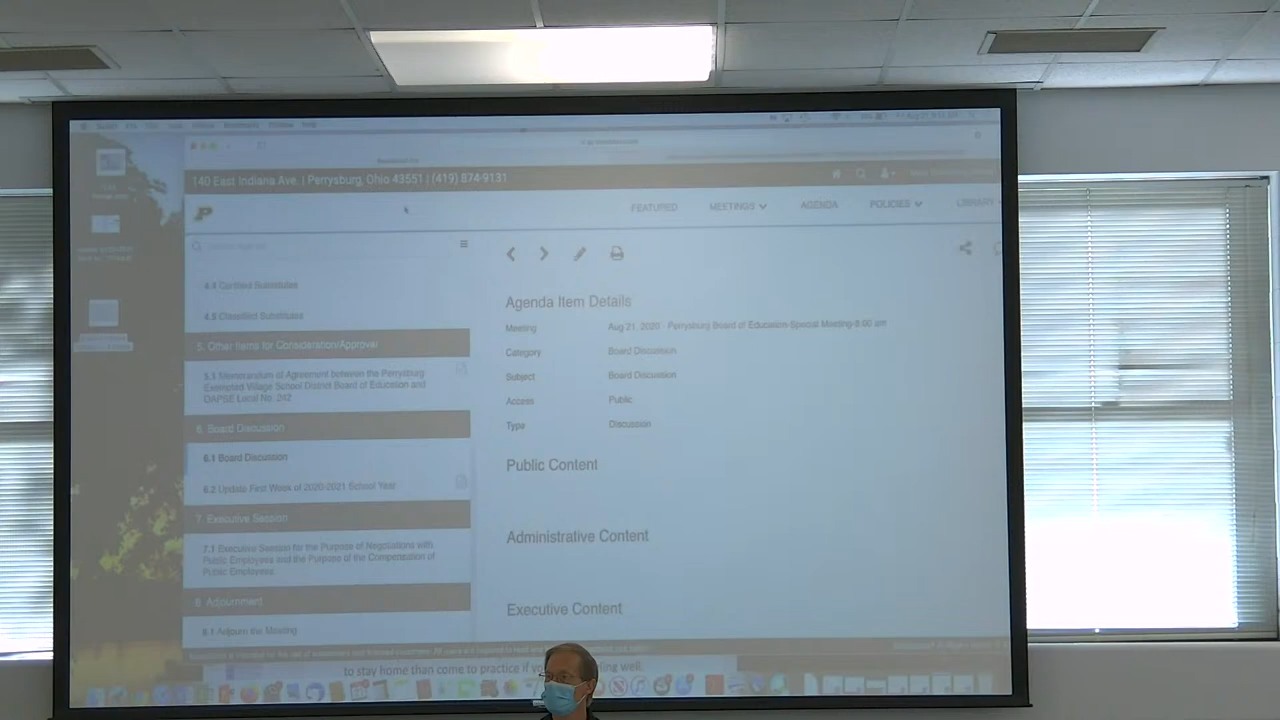 140 East Indiana Ave. | Perrysburg, Ohio 43551 | (419) 874-9131
P
FEATURED MEETINGS AGENDA POLICIES LIBRARY
4.4 Certified Substitutes
4.5 Classified Substitutes
5. Other Items for Consideration/Approval
5.1 Memorandum of Agreement between the Perrysburg
Exempted Village School District Board of Education and
OAPSE Local No. 242
6. Board Discussion
6.1 Board Discussion
6.2 Update First Week of 2020-2021 School Year
7. Executive Session
7.1 Executive Session for the Purpose of Negotiations with
Public Employees and the Purpose of the Compensation of
Public Employees
8. Adjournment
8.1 Adjourn the Meeting
Agenda Item Details
Meeting Aug 21, 2020 - Perrysburg Board of Education-Special Meeting-8:00 am
Category Board Discussion
Subject Board Discussion
Access Public
Type Discussion
Public Content
Administrative Content
Executive Content
to stay home than come to practice if well.